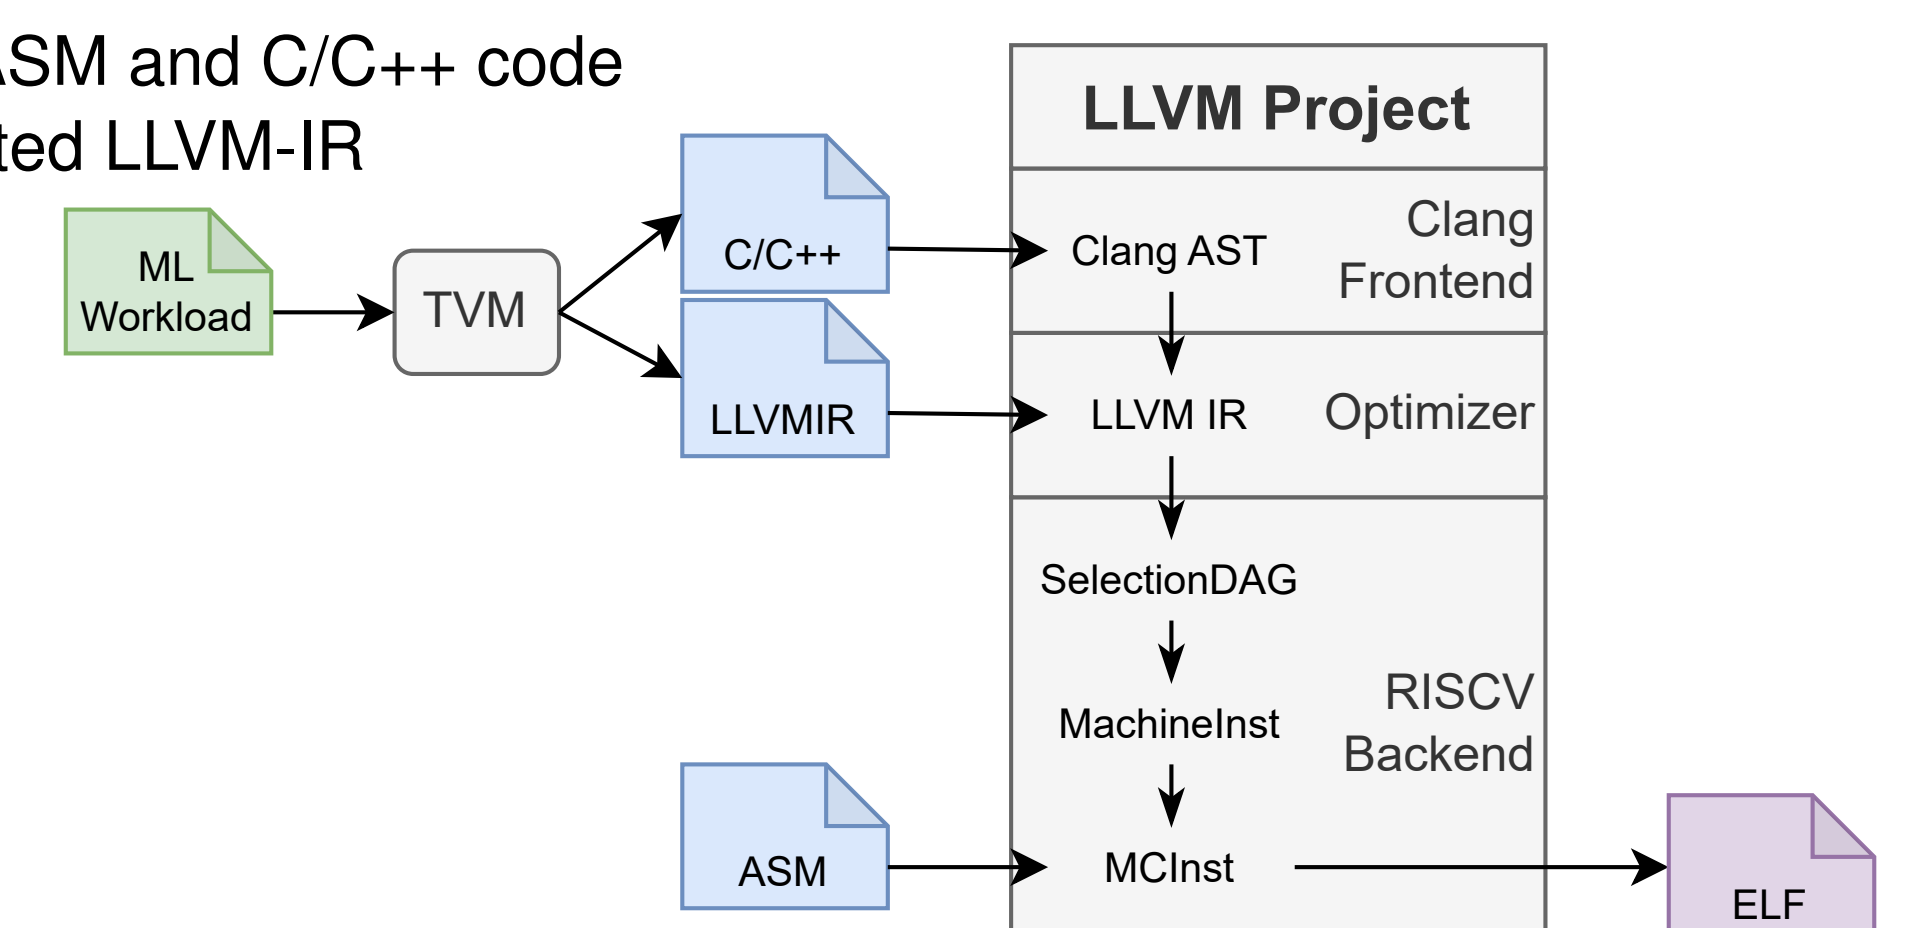 ASM and C/C++ code
ted LLVM-IR
LLVM Project
ML
Workload
TVM
C/C++
LLVMIR
Clang AST
Clang
Frontend
LLVM IR
Optimizer
SelectionDAG
MachineInst
RISCV
Backend
ASM
MCInst
ELF